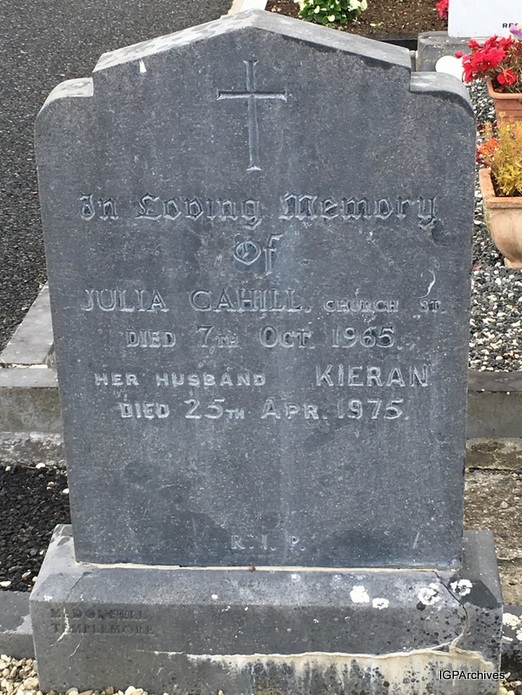 In Loving Memory
Of
JULIA CAHILL. CHURCH ST.
DIED 7TH OCT. 1965.
HER HUSBAND KIERAN
DIED 25TH APR. 1975.
R.I.P.
TEMPLEMORE
IGPArchives